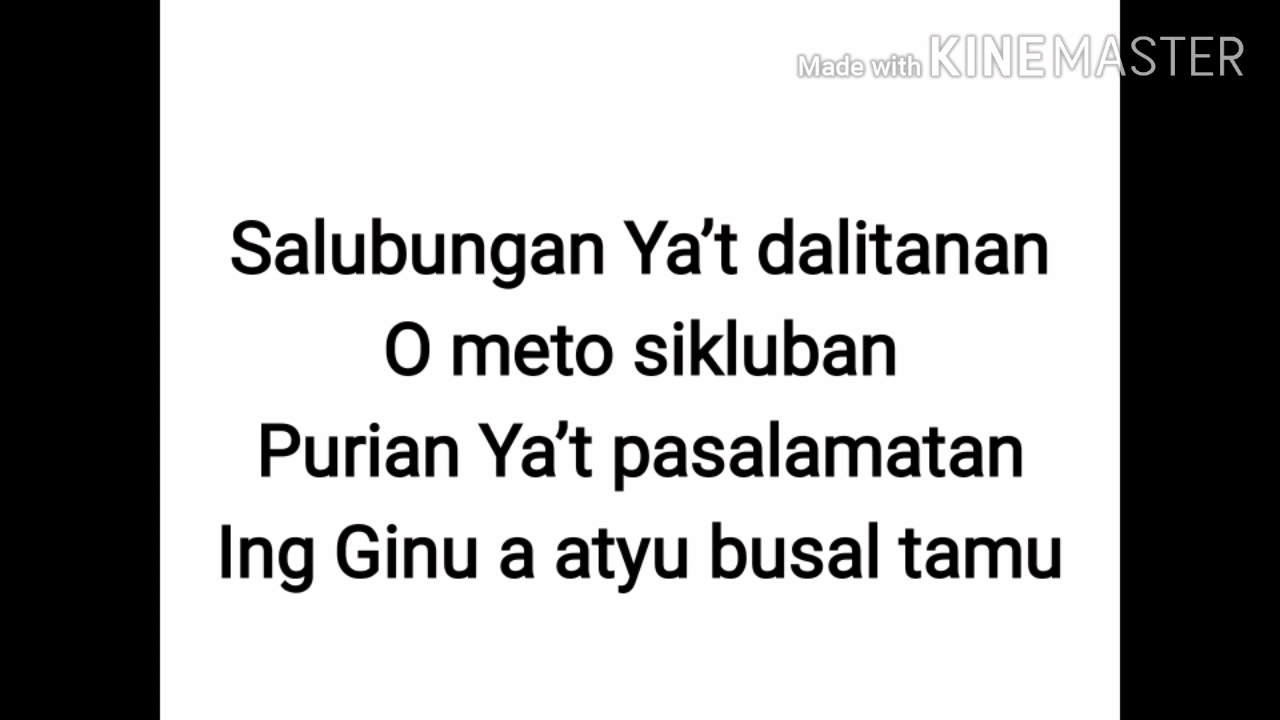 Made with KINEMASTER
Salubungan Ya’t dalitanan
O meto sikluban
Purian Ya’t pasalamatan
Ing Ginu a atyu busal tamu